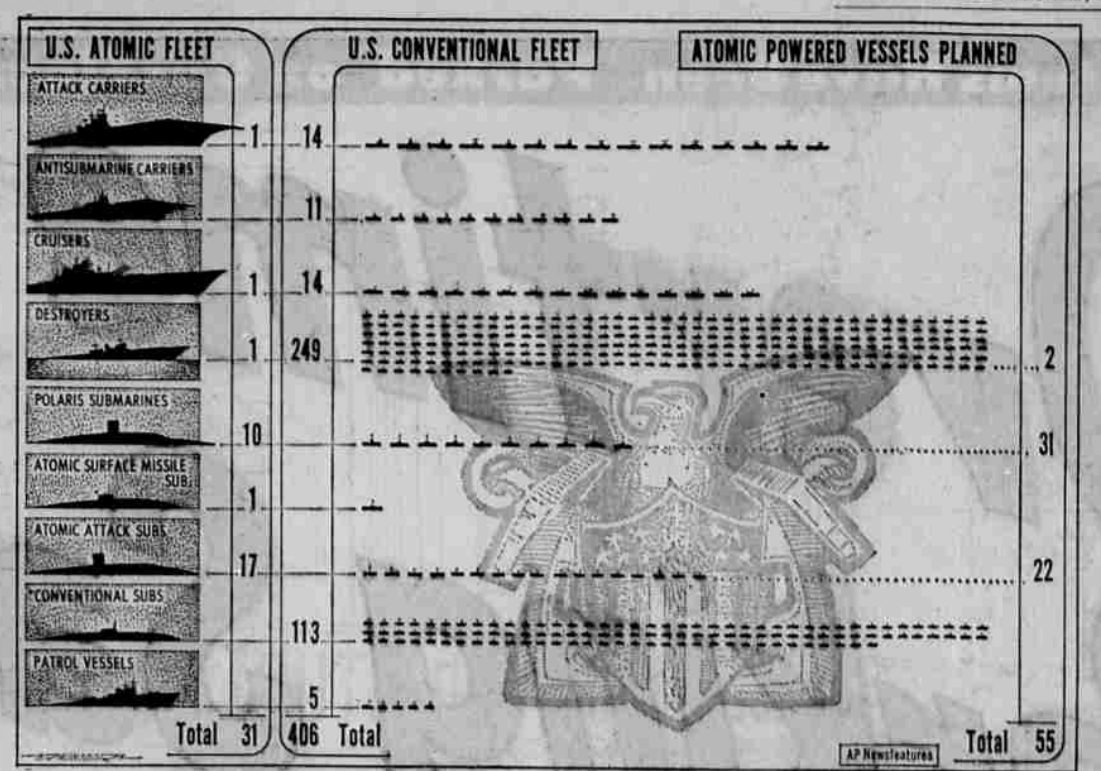 U.S. ATOMIC FLEET
U.S. CONVENTIONAL FLEET
ATOMIC POWERED VESSELS PLANNED
ATTACK CARRIERS
1 14
ANTISUBMARINE CARRIERS
11
CRUISERS
1 14
DESTROYERS
1 249 2
POLARIS SUBMARINES
10 31
ATOMIC SURFACE MISSILE
SUB.
1
ATOMIC ATTACK SUBS
17 22
CONVENTIONAL SUBS
113
PATROL VESSELS
5
Total 31 406 Total
AP Newsfeatures
Total 55